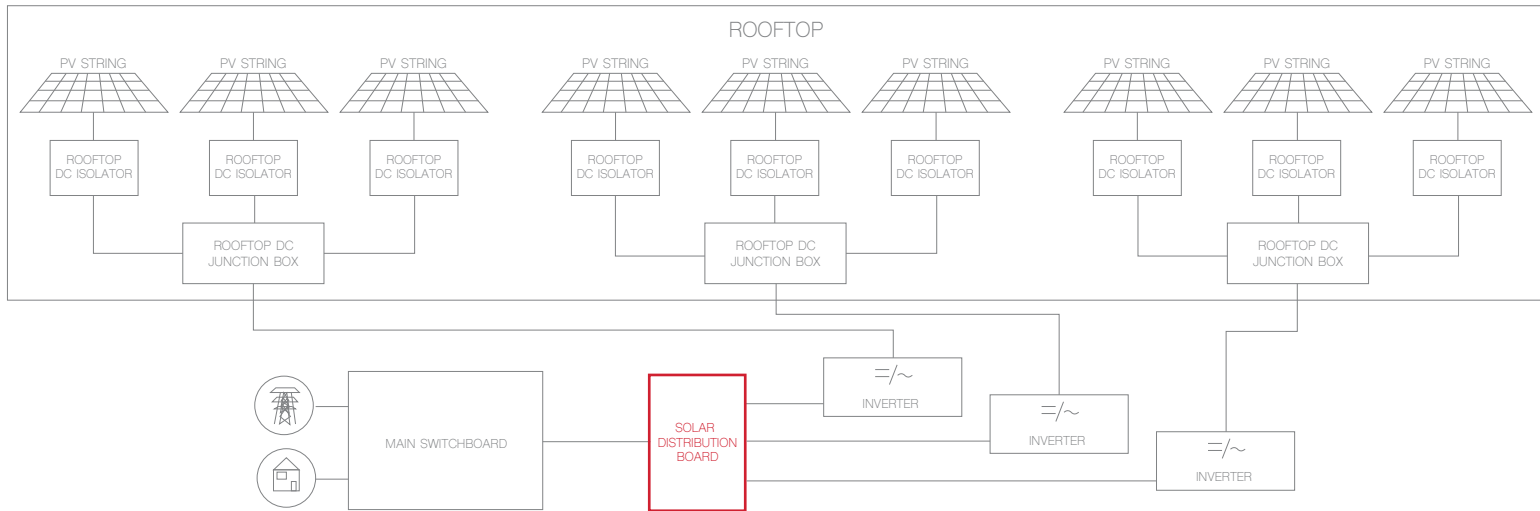 ROOFTOP
PV STRING
PV STRING
PV STRING
PV STRING
PV STRING
PV STRING
PV STRING
PV STRING
PV STRING
ROOFTOP
DC ISOLATOR
ROOFTOP
DC ISOLATOR
ROOFTOP
DC ISOLATOR
ROOFTOP
DC ISOLATOR
ROOFTOP
DC ISOLATOR
ROOFTOP
DC ISOLATOR
ROOFTOP
DC ISOLATOR
ROOFTOP
DC ISOLATOR
ROOFTOP
DC ISOLATOR
ROOFTOP DC
JUNCTION BOX
ROOFTOP DC
JUNCTION BOX
ROOFTOP DC
JUNCTION BOX
MAIN SWITCHBOARD
SOLAR
DISTRIBUTION
BOARD
=/~
INVERTER
=/~
INVERTER
=/~
INVERTER